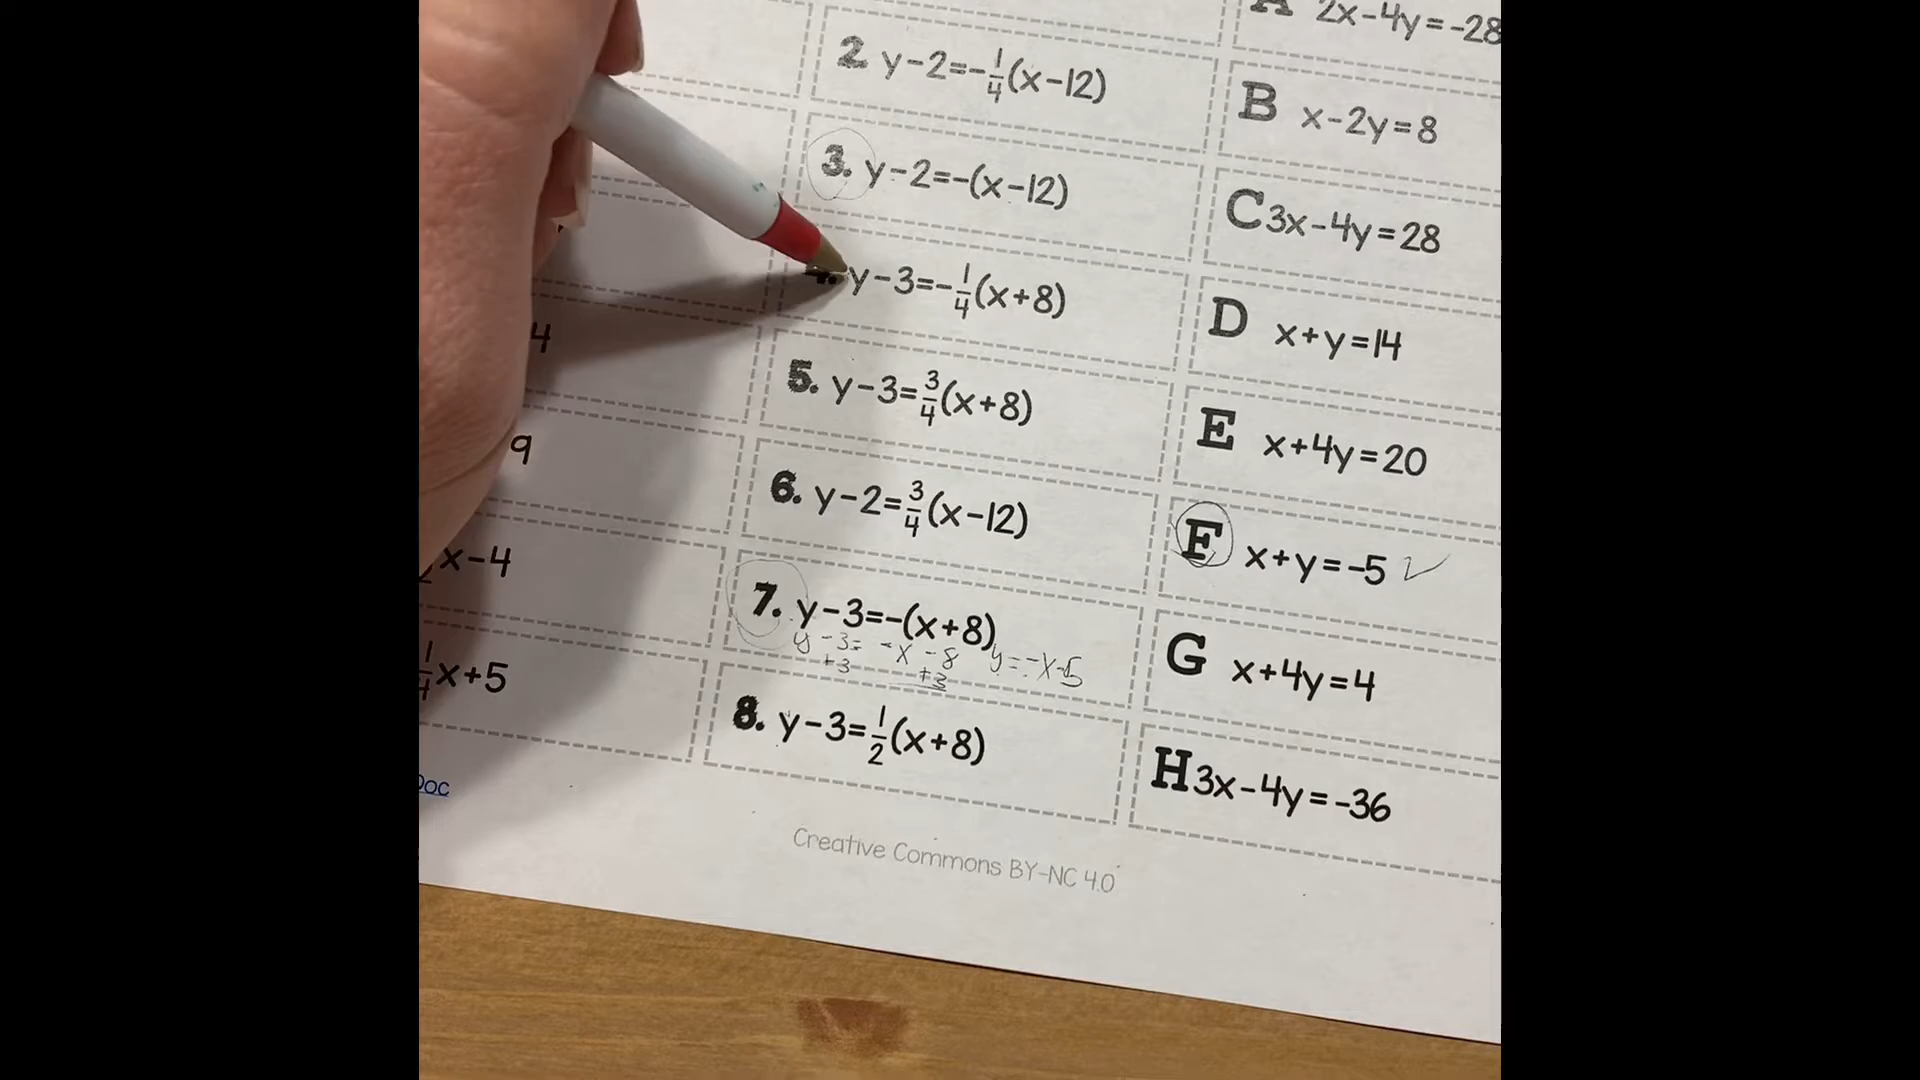 A 2x-4y=-28
2. y-2=-1/4(x-12)
B x-2y=8
3. y-2=-(x-12)
C 3x-4y=28
4. y-3=-1/4(x+8)
D x+y=14
4
5. y-3=3/4(x+8)
E x+4y=20
9
6. y-2=3/4(x-12)
F x+y=-5 ✓
x-4
7. y-3=-(x+8)
y-3=-x-8 y=-x-5
+3 +3
G x+4y=4
1/4x+5
8. y-3=1/2(x+8)
H 3x-4y=-36
Doc
Creative Commons BY-NC 4.0